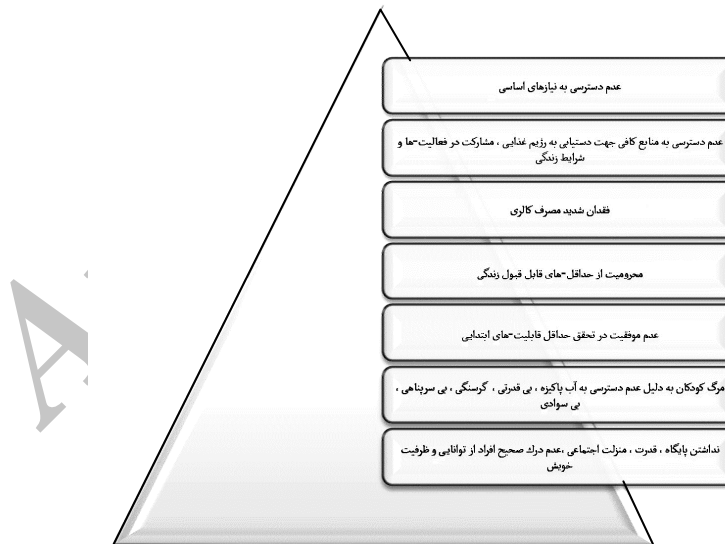 عدم دسترسی به نیازهای اساسی
عدم دسترسی به منابع کافی جهت دستیابی به رژیم غذایی ، مشارکت در فعالیت-ها و
شرایط زندگی
فقدان شدید مصرف کالری
محرومیت از حداقل-های قابل قبول زندگی
عدم موفقیت در تحقق حداقل قابلیت-های ابتدایی
مرگ کودکان به دلیل عدم دسترسی به آب پاکیزه ، بی قدرتی ، گرسنگی ، بی سرپناهی ،
بی سوادی
نداشتن پایگاه ، قدرت ، منزلت اجتماعی ،عدم درك صحیح افراد از توانایی و ظرفیت
خویش
A